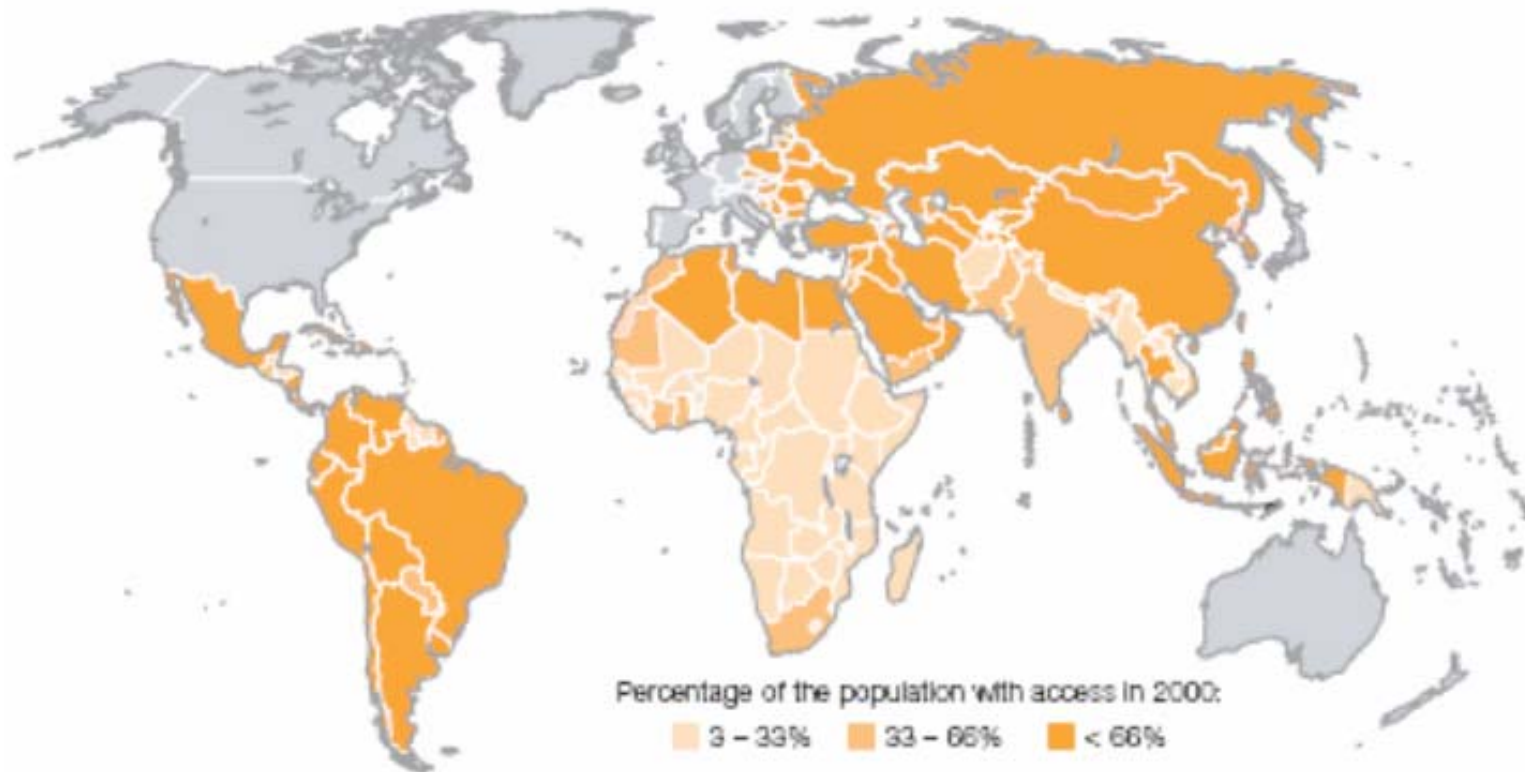 Percentage of the population with access in 2000:
3 – 33%
33 – 66%
< 66%